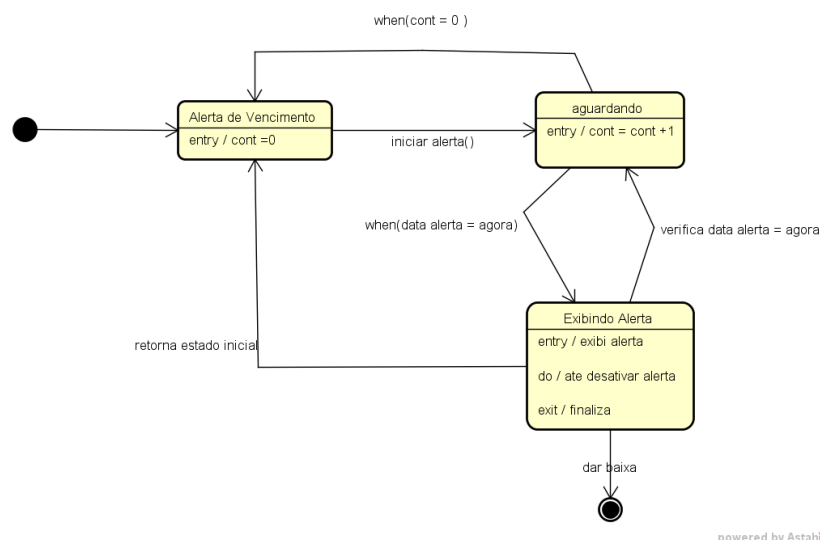 when(cont = 0 )
Alerta de Vencimento
entry / cont =0
iniciar alerta()
aguardando
entry / cont = cont +1
when(data alerta = agora)
verifica data alerta = agora
Exibindo Alerta
entry / exibi alerta
do / ate desativar alerta
exit / finaliza
retorna estado inicial
dar baixa
powered by Astah